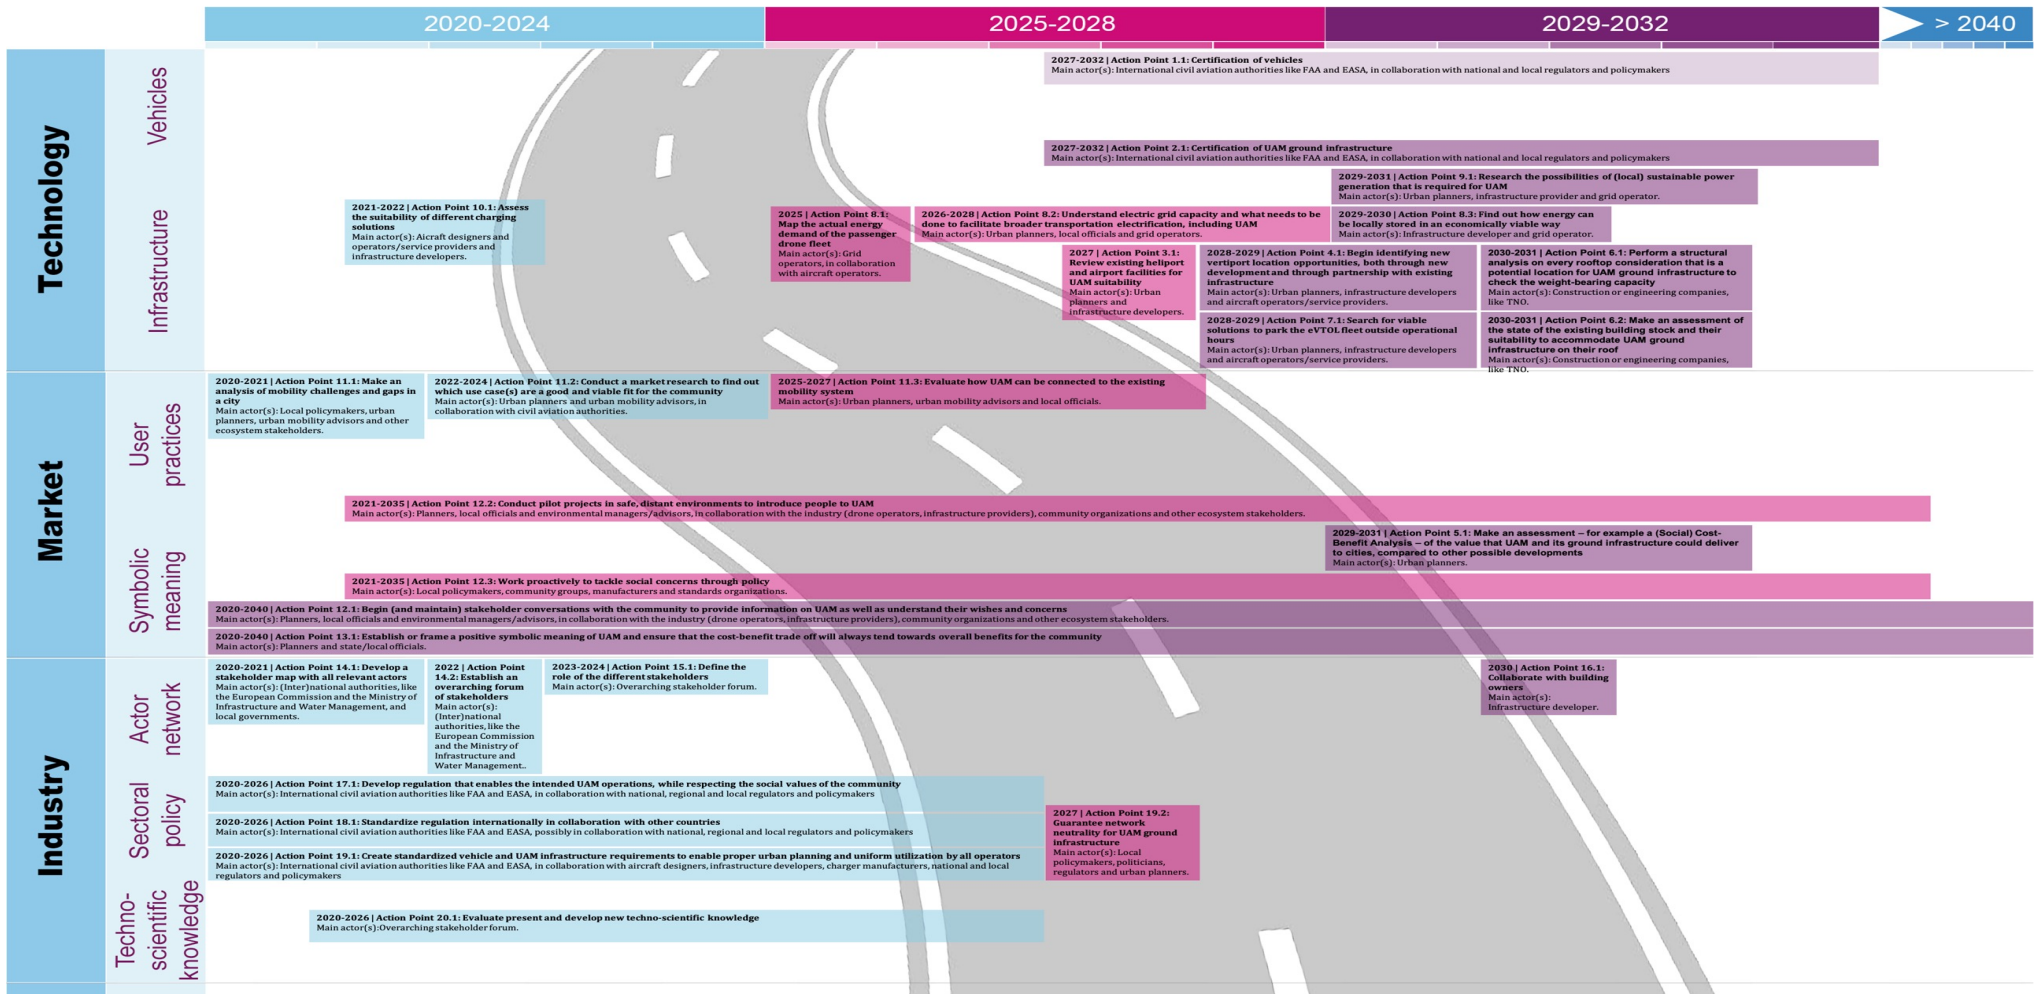 2020-2024
2025-2028
2029-2032
> 2040
Technology
Vehicles
2027-2032 | Action Point 1.1: Certification of vehicles
Main actor(s): International civil aviation authorities like FAA and EASA, in collaboration with national and local regulators and policymakers
Infrastructure
2027-2032 | Action Point 2.1: Certification of UAM ground infrastructure
Main actor(s): International civil aviation authorities like FAA and EASA, in collaboration with national and local regulators and policymakers
2029-2031 | Action Point 9.1: Research the possibilities of (local) sustainable power
generation that is required for UAM
Main actor(s): Urban planners, infrastructure provider and grid operator.
2021-2022 | Action Point 10.1: Assess
the suitability of different charging
solutions
Main actor(s): Aicraft designers and
operators/service providers and
infrastructure developers.
2025 | Action Point 8.1:
Map the actual energy
demand of the passenger
drone fleet
Main actor(s): Grid
operators, in collaboration
with aircraft operators.
2026-2028 | Action Point 8.2: Understand electric grid capacity and what needs to be
done to facilitate broader transportation electrification, including UAM
Main actor(s): Urban planners, local officials and grid operators.
2029-2030 | Action Point 8.3: Find out how energy can
be locally stored in an economically viable way
Main actor(s): Infrastructure developer and grid operator.
2027 | Action Point 3.1:
Review existing heliport
and airport facilities for
UAM suitability
Main actor(s): Urban
planners and
infrastructure developers.
2028-2029 | Action Point 4.1: Begin identifying new
vertiport location opportunities, both through new
development and through partnership with existing
infrastructure
Main actor(s): Urban planners, infrastructure developers
and aircraft operators/service providers.
2030-2031 | Action Point 6.1: Perform a structural
analysis on every rooftop consideration that is a
potential location for UAM ground infrastructure to
check the weight-bearing capacity
Main actor(s): Construction or engineering companies,
like TNO.
2028-2029 | Action Point 7.1: Search for viable
solutions to park the eVTOL fleet outside operational
hours
Main actor(s): Urban planners, infrastructure developers
and aircraft operators/service providers.
2030-2031 | Action Point 6.2: Make an assessment of
the state of the existing building stock and their
suitability to accommodate UAM ground
infrastructure on their roof
Main actor(s): Construction or engineering companies,
like TNO.
Market
User
practices
2020-2021 | Action Point 11.1: Make an
analysis of mobility challenges and gaps in
a city
Main actor(s): Local policymakers, urban
planners, urban mobility advisors and other
ecosystem stakeholders.
2022-2024 | Action Point 11.2: Conduct a market research to find out
which use case(s) are a good and viable fit for the community
Main actor(s): Urban planners and urban mobility advisors, in
collaboration with civil aviation authorities.
2025-2027 | Action Point 11.3: Evaluate how UAM can be connected to the existing
mobility system
Main actor(s): Urban planners, urban mobility advisors and local officials.
Symbolic
meaning
2021-2035 | Action Point 12.2: Conduct pilot projects in safe, distant environments to introduce people to UAM
Main actor(s): Planners, local officials and environmental managers/advisors, in collaboration with the industry (drone operators, infrastructure providers), community organizations and other ecosystem stakeholders.
2029-2031 | Action Point 5.1: Make an assessment – for example a (Social) Cost-
Benefit Analysis – of the value that UAM and its ground infrastructure could deliver
to cities, compared to other possible developments
Main actor(s): Urban planners.
2021-2035 | Action Point 12.3: Work proactively to tackle social concerns through policy
Main actor(s): Local policymakers, community groups, manufacturers and standards organizations.
2020-2040 | Action Point 12.1: Begin (and maintain) stakeholder conversations with the community to provide information on UAM as well as understand their wishes and concerns
Main actor(s): Planners, local officials and environmental managers/advisors, in collaboration with the industry (drone operators, infrastructure providers), community organizations and other ecosystem stakeholders.
2020-2040 | Action Point 13.1: Establish or frame a positive symbolic meaning of UAM and ensure that the cost-benefit trade off will always tend towards overall benefits for the community
Main actor(s): Planners and state/local officials.
Industry
Actor
network
2020-2021 | Action Point 14.1: Develop a
stakeholder map with all relevant actors
Main actor(s): (Inter)national authorities, like
the European Commission and the Ministry of
Infrastructure and Water Management, and
local governments.
2022 | Action Point
14.2: Establish an
overarching forum
of stakeholders
Main actor(s):
(Inter)national
authorities, like the
European Commission
and the Ministry of
Infrastructure and
Water Management..
2023-2024 | Action Point 15.1: Define the
role of the different stakeholders
Main actor(s): Overarching stakeholder forum.
2030 | Action Point 16.1:
Collaborate with building
owners
Main actor(s):
Infrastructure developer.
Sectoral
policy
2020-2026 | Action Point 17.1: Develop regulation that enables the intended UAM operations, while respecting the social values of the community
Main actor(s): International civil aviation authorities like FAA and EASA, in collaboration with national, regional and local regulators and policymakers
2020-2026 | Action Point 18.1: Standardize regulation internationally in collaboration with other countries
Main actor(s): International civil aviation authorities like FAA and EASA, possibly in collaboration with national, regional and local regulators and policymakers
2020-2026 | Action Point 19.1: Create standardized vehicle and UAM infrastructure requirements to enable proper urban planning and uniform utilization by all operators
Main actor(s): International civil aviation authorities like FAA and EASA, in collaboration with aircraft designers, infrastructure developers, charger manufacturers, national and local
regulators and policymakers
2027 | Action Point 19.2:
Guarantee network
neutrality for UAM ground
infrastructure
Main actor(s): Local
policymakers, politicians,
regulators and urban planners.
Techno-
scientific
knowledge
2020-2026 | Action Point 20.1: Evaluate present and develop new techno-scientific knowledge
Main actor(s):Overarching stakeholder forum.